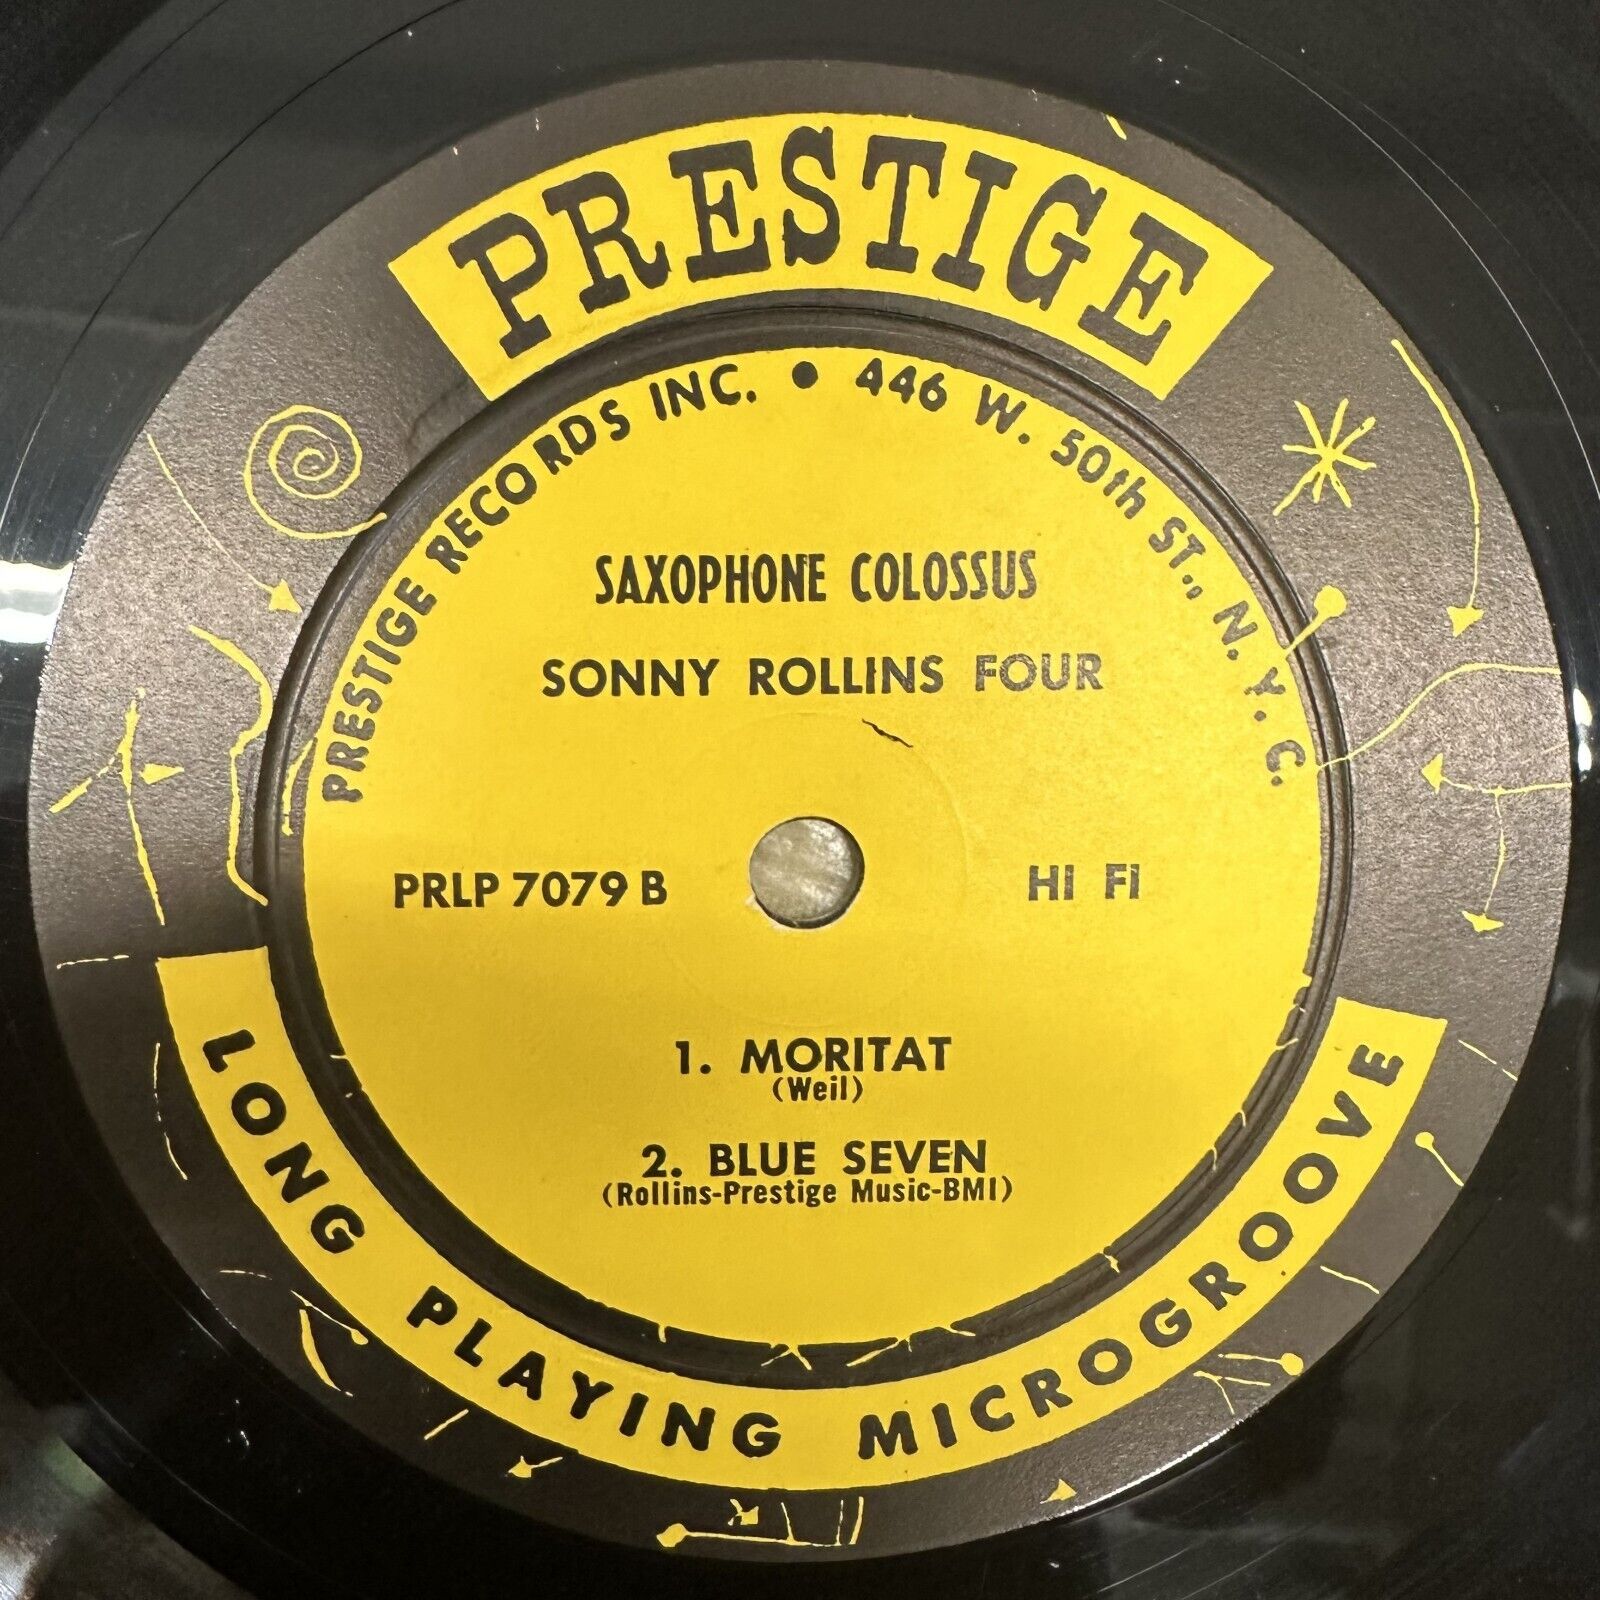 PRESTIGE
PRESTIGE RECORDS INC. • 446 W. 50th ST., N.Y.C.
SAXOPHONE COLOSSUS
SONNY ROLLINS FOUR
PRLP 7079 B
HI FI
1. MORITAT
(Weil)
2. BLUE SEVEN
(Rollins-Prestige Music-BMI)
LONG PLAYING MICROGROOVE